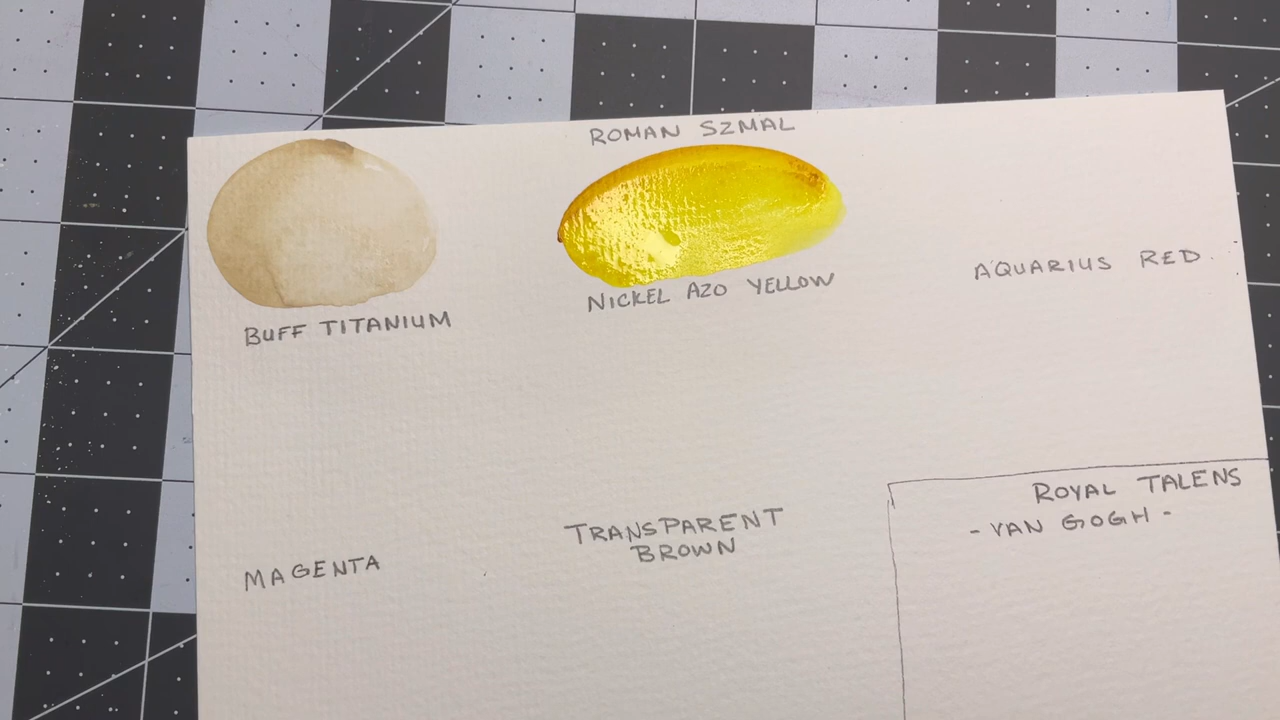 ROMAN SZMAL
BUFF TITANIUM
NICKEL AZO YELLOW
AQUARIUS RED
MAGENTA
TRANSPARENT
BROWN
ROYAL TALENS
- VAN GOGH -